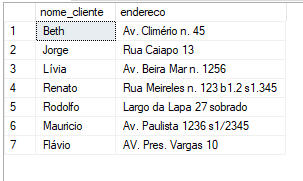 nome_cliente endereco
1 Beth Av. Climério n. 45
2 Jorge Rua Caiapo 13
3 Lívia Av. Beira Mar n. 1256
4 Renato Rua Meireles n. 123 b1.2 s1.345
5 Rodolfo Largo da Lapa 27 sobrado
6 Mauricio Av. Paulista 1236 s1/2345
7 Flávio AV. Pres. Vargas 10